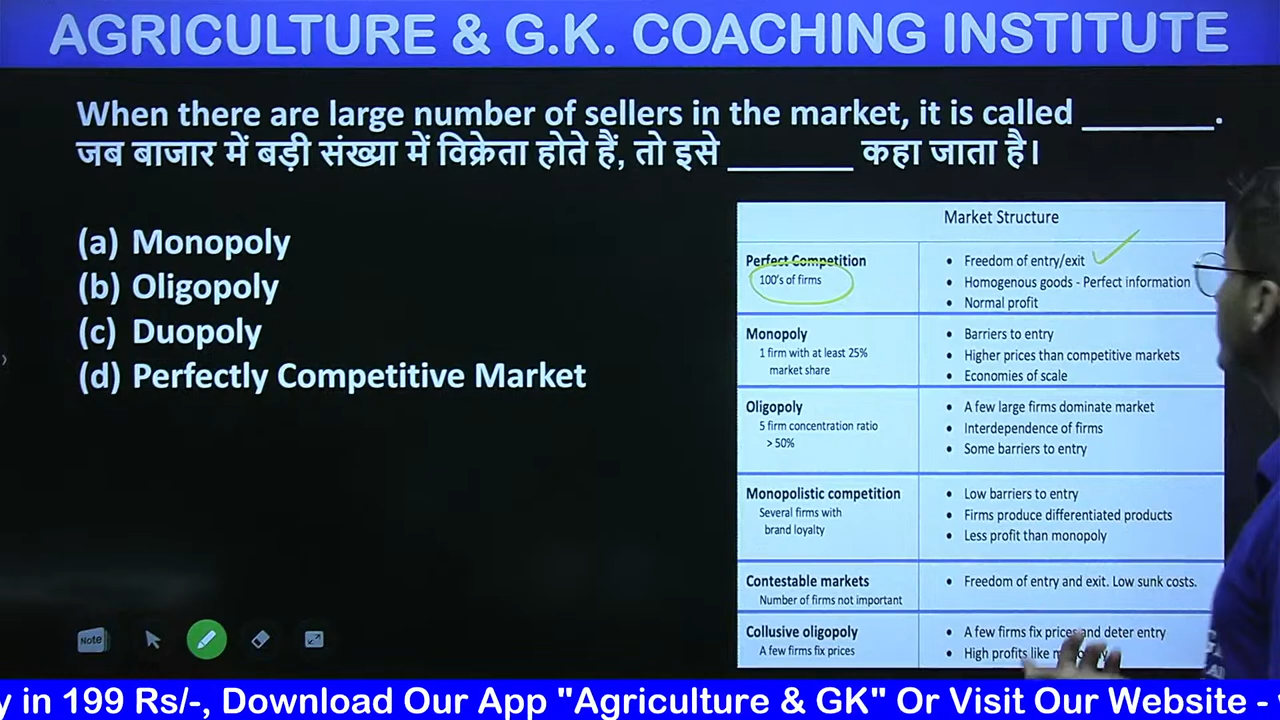 AGRICULTURE & G.K. COACHING INSTITUTE
When there are large number of sellers in the market, it is called ________.
जब बाजार में बड़ी संख्या में विक्रेता होते हैं, तो इसे ________ कहा जाता है।
(a) Monopoly
(b) Oligopoly
(c) Duopoly
(d) Perfectly Competitive Market
Market Structure
Perfect Competition
100's of firms
• Freedom of entry/exit
• Homogenous goods - Perfect information
• Normal profit
Monopoly
1 firm with at least 25%
market share
• Barriers to entry
• Higher prices than competitive markets
• Economies of scale
Oligopoly
5 firm concentration ratio
> 50%
• A few large firms dominate market
• Interdependence of firms
• Some barriers to entry
Monopolistic competition
Several firms with
brand loyalty
• Low barriers to entry
• Firms produce differentiated products
• Less profit than monopoly
Contestable markets
Number of firms not important
• Freedom of entry and exit. Low sunk costs.
Collusive oligopoly
A few firms fix prices
• A few firms fix prices and deter entry
• High profits like
Note
y in 199 Rs/-, Download Our App "Agriculture & GK" Or Visit Our Website -